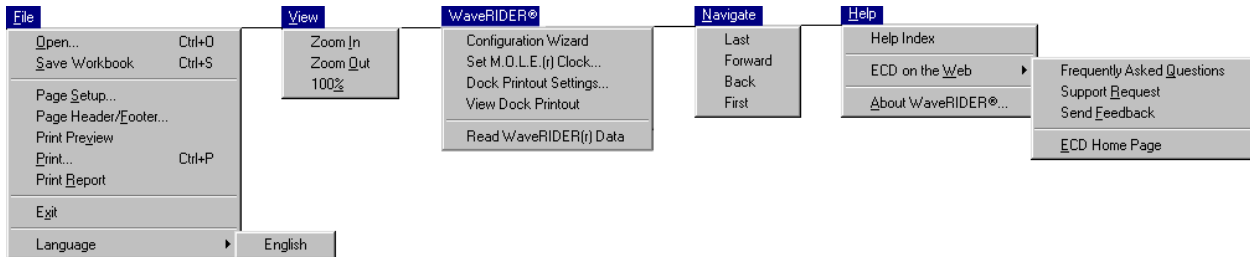 File
Open... Ctrl+O
Save Workbook Ctrl+S
Page Setup...
Page Header/Footer...
Print Preview
Print... Ctrl+P
Print Report
Exit
Language
English
View
Zoom In
Zoom Out
100%
WaveRIDER®
Configuration Wizard
Set M.O.L.E.(r) Clock...
Dock Printout Settings...
View Dock Printout
Read WaveRIDER(r) Data
Navigate
Last
Forward
Back
First
Help
Help Index
ECD on the Web
About WaveRIDER®...
Frequently Asked Questions
Support Request
Send Feedback
ECD Home Page